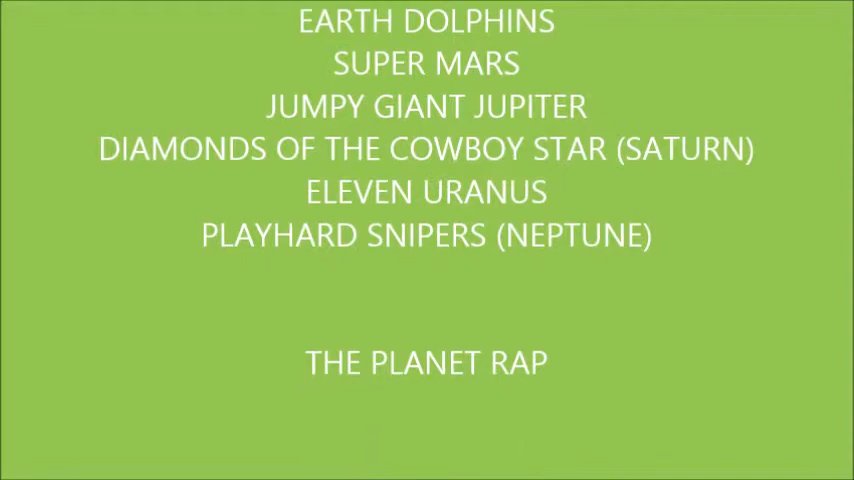 EARTH DOLPHINS
SUPER MARS
JUMPY GIANT JUPITER
DIAMONDS OF THE COWBOY STAR (SATURN)
ELEVEN URANUS
PLAYHARD SNIPERS (NEPTUNE)
THE PLANET RAP